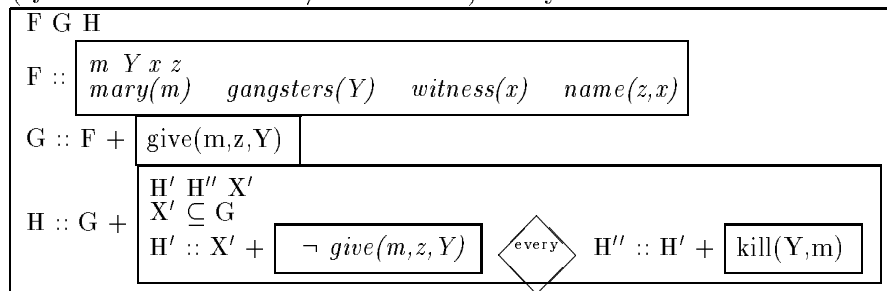 F G H
F :: m Y x z
mary(m) gangsters(Y) witness(x) name(z,x)
G :: F + give(m,z,Y)
H′ H″ X′
X′ ⊆ G
H :: G + H′ :: X′ + ¬ give(m,z,Y) every H″ :: H′ + kill(Y,m)